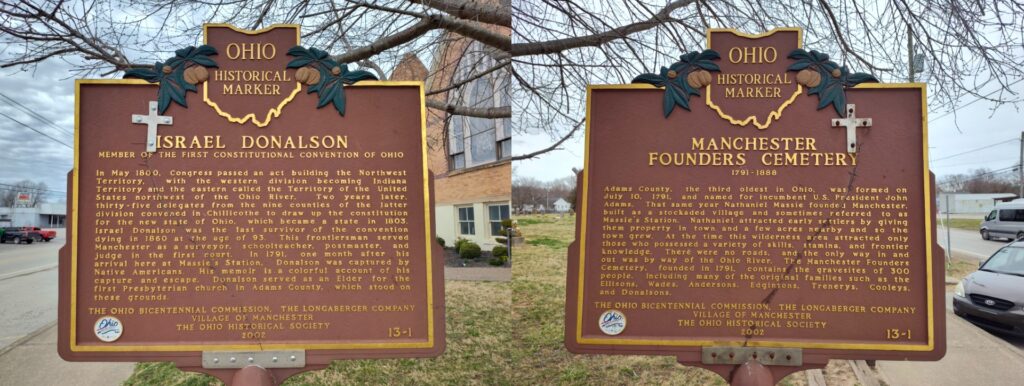 OHIO
HISTORICAL
MARKER
ISRAEL DONALSON
MEMBER OF THE FIRST CONSTITUTIONAL CONVENTION OF OHIO
In May 1800, Congress passed an act building the Northwest
Territory, with the western division becoming Indiana
Territory and the eastern called the Territory of the United
States northwest of the Ohio River. Two years later,
thirty-five delegates from the nine counties of the latter
division convened in Chillicothe to draw up the constitution
for the new state of Ohio, which became a state in 1803.
Israel Donalson was the last survivor of the convention
dying in 1860 at the age of 93. This frontiersman served
Manchester as a surveyor, schoolteacher, postmaster, and
judge in the first court. In 1791, one month after his
arrival here at Massie's Station, Donalson was captured by
Native Americans. His memoir is a colorful account of his
capture and escape. Donalson served as an Elder, for the
first Presbyterian church in Adams County, which stood on
these grounds.
THE OHIO BICENTENNIAL COMMISSION, THE LONGABERGER COMPANY
VILLAGE OF MANCHESTER
THE OHIO HISTORICAL SOCIETY
2002
13-1
Ohio
OHIO
HISTORICAL
MARKER
MANCHESTER
FOUNDERS CEMETERY
1791-1888
Adams County, the third oldest in Ohio, was formed on
July 10, 1797, and named for incumbent U.S. President John
Adams. That same year Nathaniel Massie founded Manchester,
built as a stockaded village and sometimes referred to as
Massie's Station. Nathaniel attracted early settlers by giving
them property in town and a few acres nearby and so the
town grew. At the time this wilderness area attracted only
those who possessed a variety of skills, stamina, and frontier
knowledge. There were no roads, and the only way in and
out was by way of the Ohio River. The Manchester Founders
Cemetery, founded in 1791, contains the gravesites of 300
people, including many of the original families such as the
Ellisons, Wades, Andersons, Edgintons, Trenerys, Cooleys,
and Donalsons.
THE OHIO BICENTENNIAL COMMISSION, THE LONGABERGER COMPANY
VILLAGE OF MANCHESTER
THE OHIO HISTORICAL SOCIETY
2002
13-1
Ohio